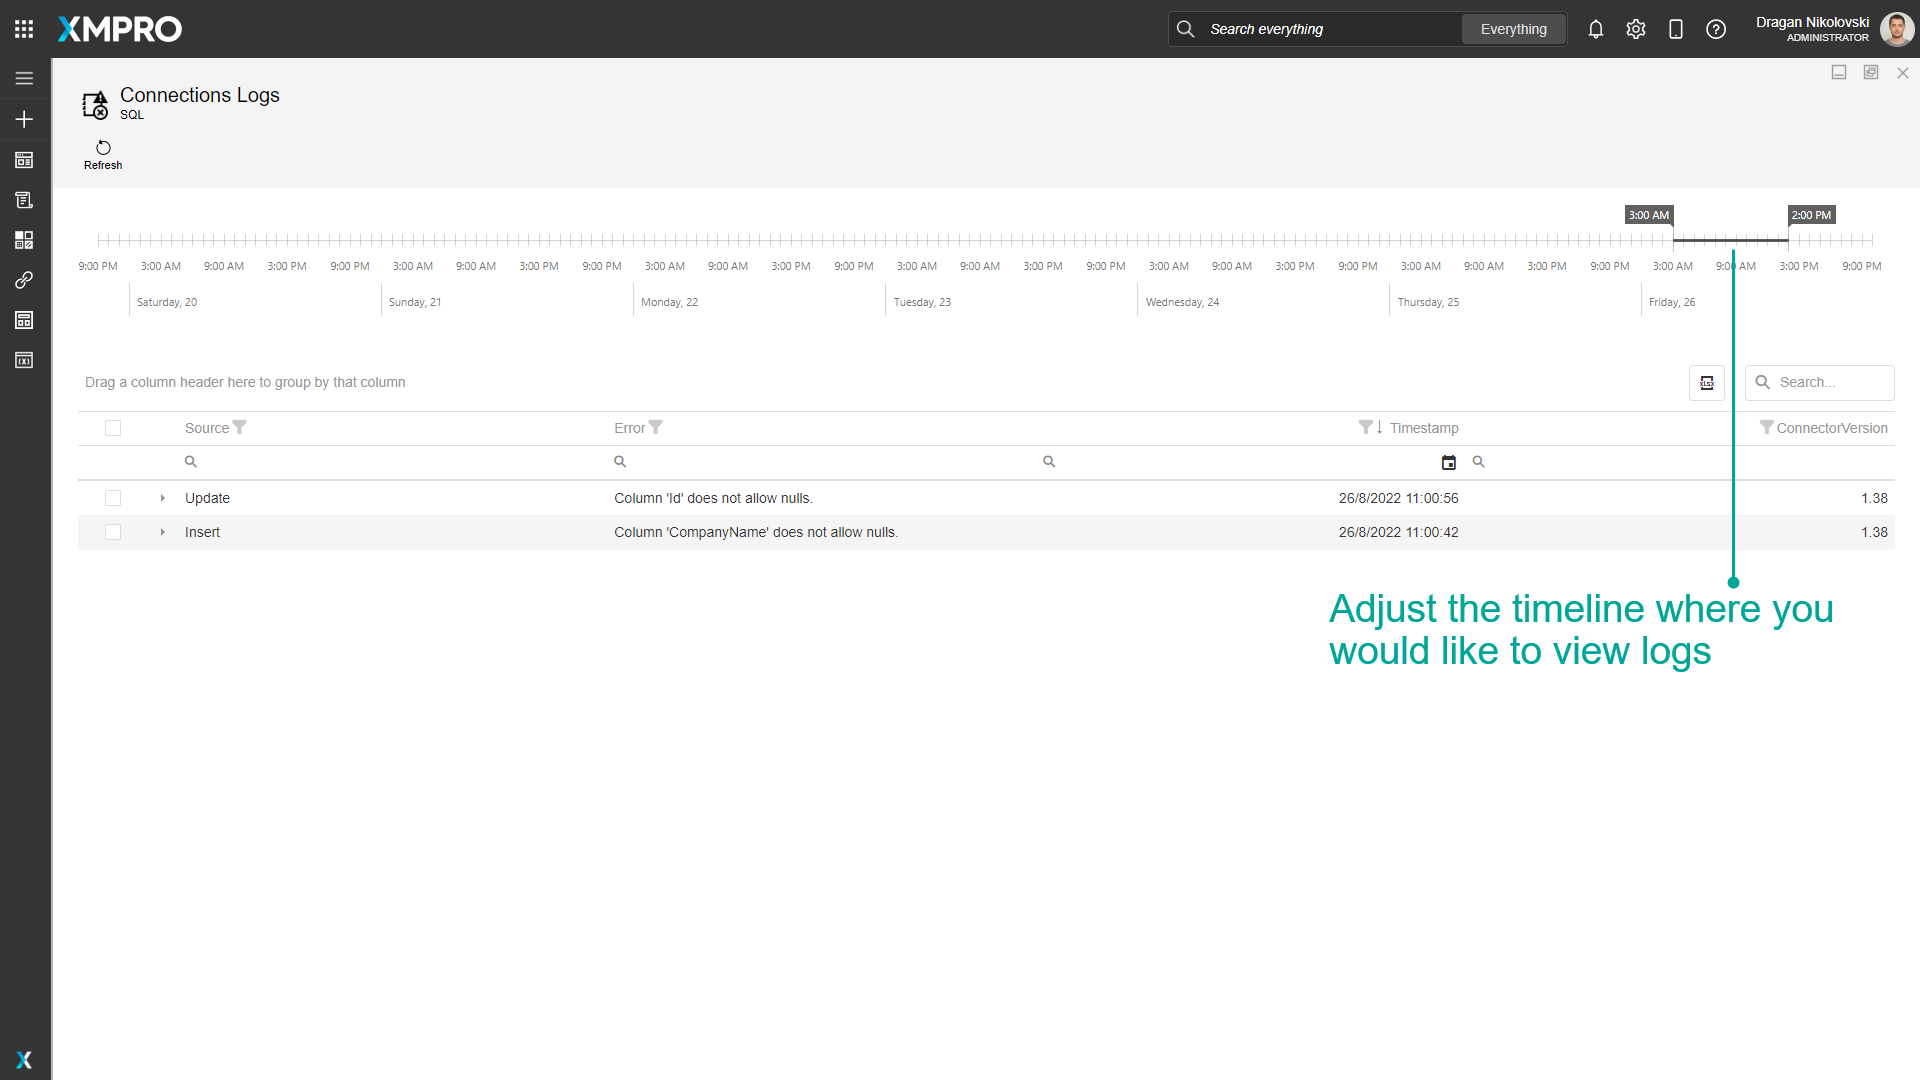 XMPRO
Search everything
Everything
Dragan Nikolovski
ADMINISTRATOR
Connections Logs
SQL
Refresh
3:00 AM 2:00 PM
9:00 PM 3:00 AM 9:00 AM 3:00 PM 9:00 PM 3:00 AM 9:00 AM 3:00 PM 9:00 PM 3:00 AM 9:00 AM 3:00 PM 9:00 PM 3:00 AM 9:00 AM 3:00 PM 9:00 PM 3:00 AM 9:00 AM 3:00 PM 9:00 PM 3:00 AM 9:00 AM 3:00 PM 9:00 PM 3:00 AM 9:00 AM 3:00 PM 9:00 PM
Saturday, 20 Sunday, 21 Monday, 22 Tuesday, 23 Wednesday, 24 Thursday, 25 Friday, 26
Drag a column header here to group by that column
xlsx
Search...
Source Error Timestamp ConnectorVersion
Update Column 'Id' does not allow nulls. 26/8/2022 11:00:56 1.38
Insert Column 'CompanyName' does not allow nulls. 26/8/2022 11:00:42 1.38
Adjust the timeline where you
would like to view logs